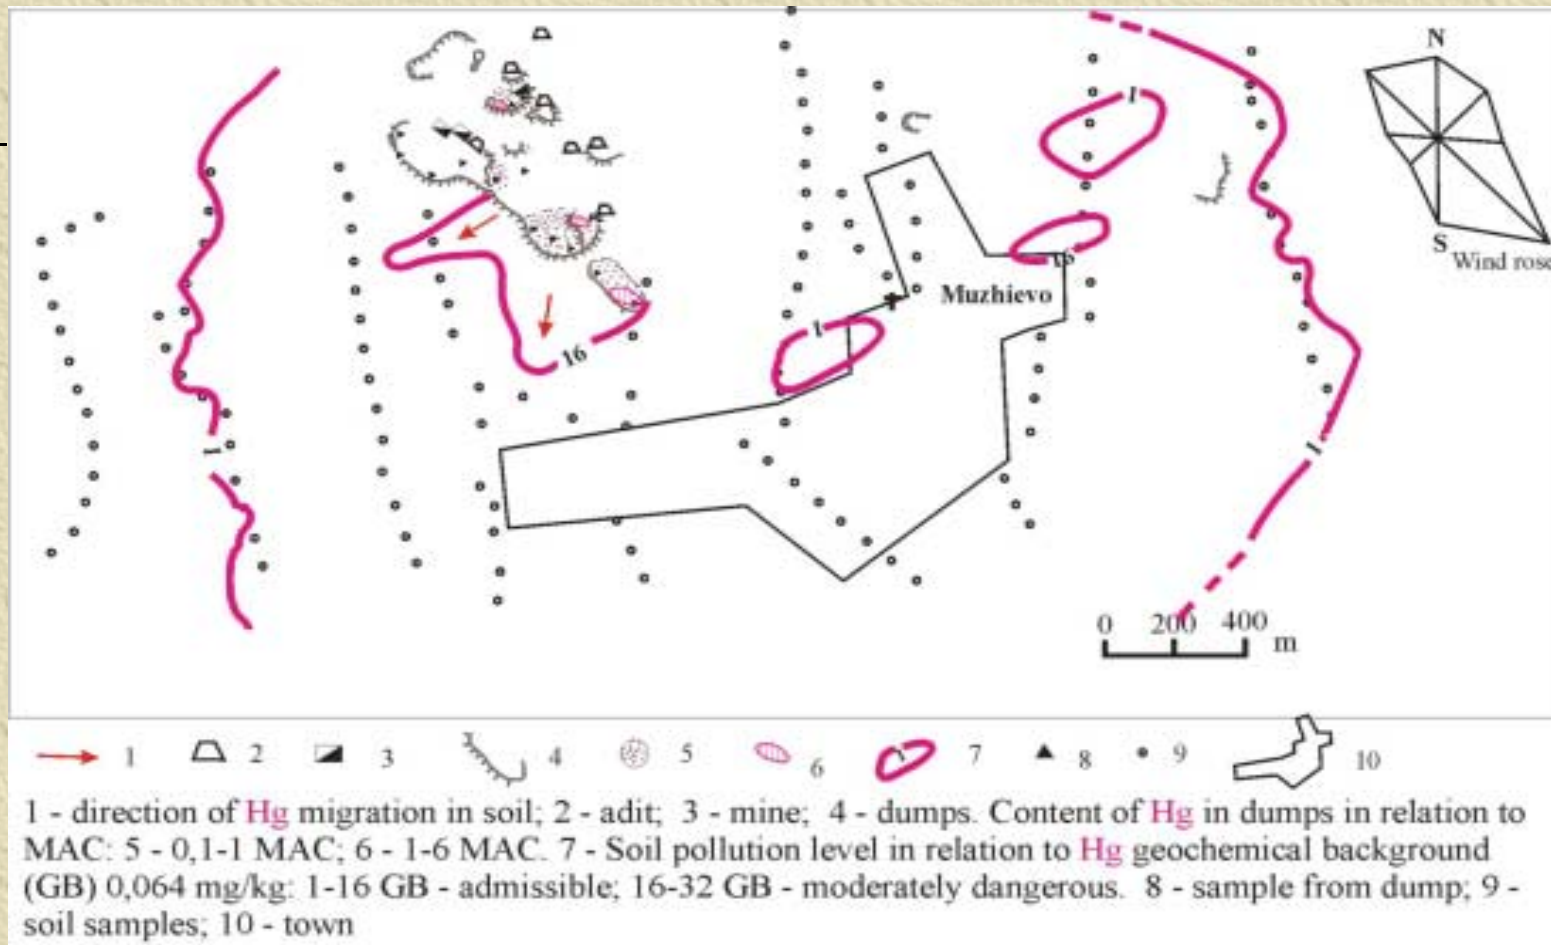 N
S
Wind rose
1
16
1
16
Muzhievo
1
1
1
0 200 400
m
1 2 3 4 5 6 7 8 9 10
1 - direction of Hg migration in soil; 2 - adit; 3 - mine; 4 - dumps. Content of Hg in dumps in relation to
MAC: 5 - 0,1-1 MAC; 6 - 1-6 MAC. 7 - Soil pollution level in relation to Hg geochemical background
(GB) 0,064 mg/kg: 1-16 GB - admissible; 16-32 GB - moderately dangerous. 8 - sample from dump; 9 -
soil samples; 10 - town